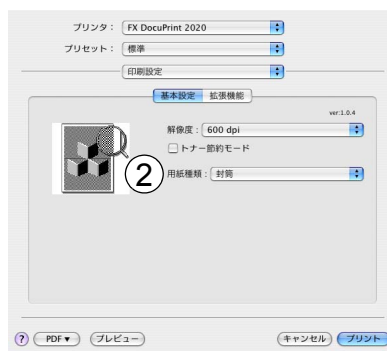 プリンタ： FX DocuPrint 2020
プリセット： 標準
印刷設定
基本設定 拡張機能
ver.1.0.4
解像度： 600 dpi
トナー節約モード
② 用紙種類： 封筒
? PDF▼ プレビュー キャンセル プリント